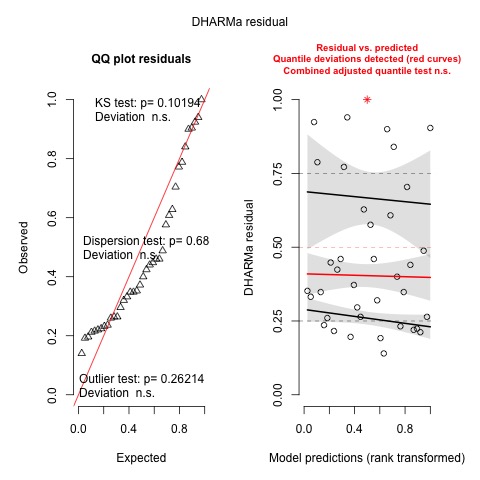 DHARMa residual
QQ plot residuals
KS test: p= 0.10194
Deviation n.s.
Dispersion test: p= 0.68
Deviation n.s.
Outlier test: p= 0.26214
Deviation n.s.
Observed
0.0
0.2
0.4
0.6
0.8
1.0
0.0
0.4
0.8
Expected
Residual vs. predicted
Quantile deviations detected (red curves)
Combined adjusted quantile test n.s.
DHARMa residual
0.00
0.25
0.50
0.75
1.00
0.0
0.4
0.8
Model predictions (rank transformed)